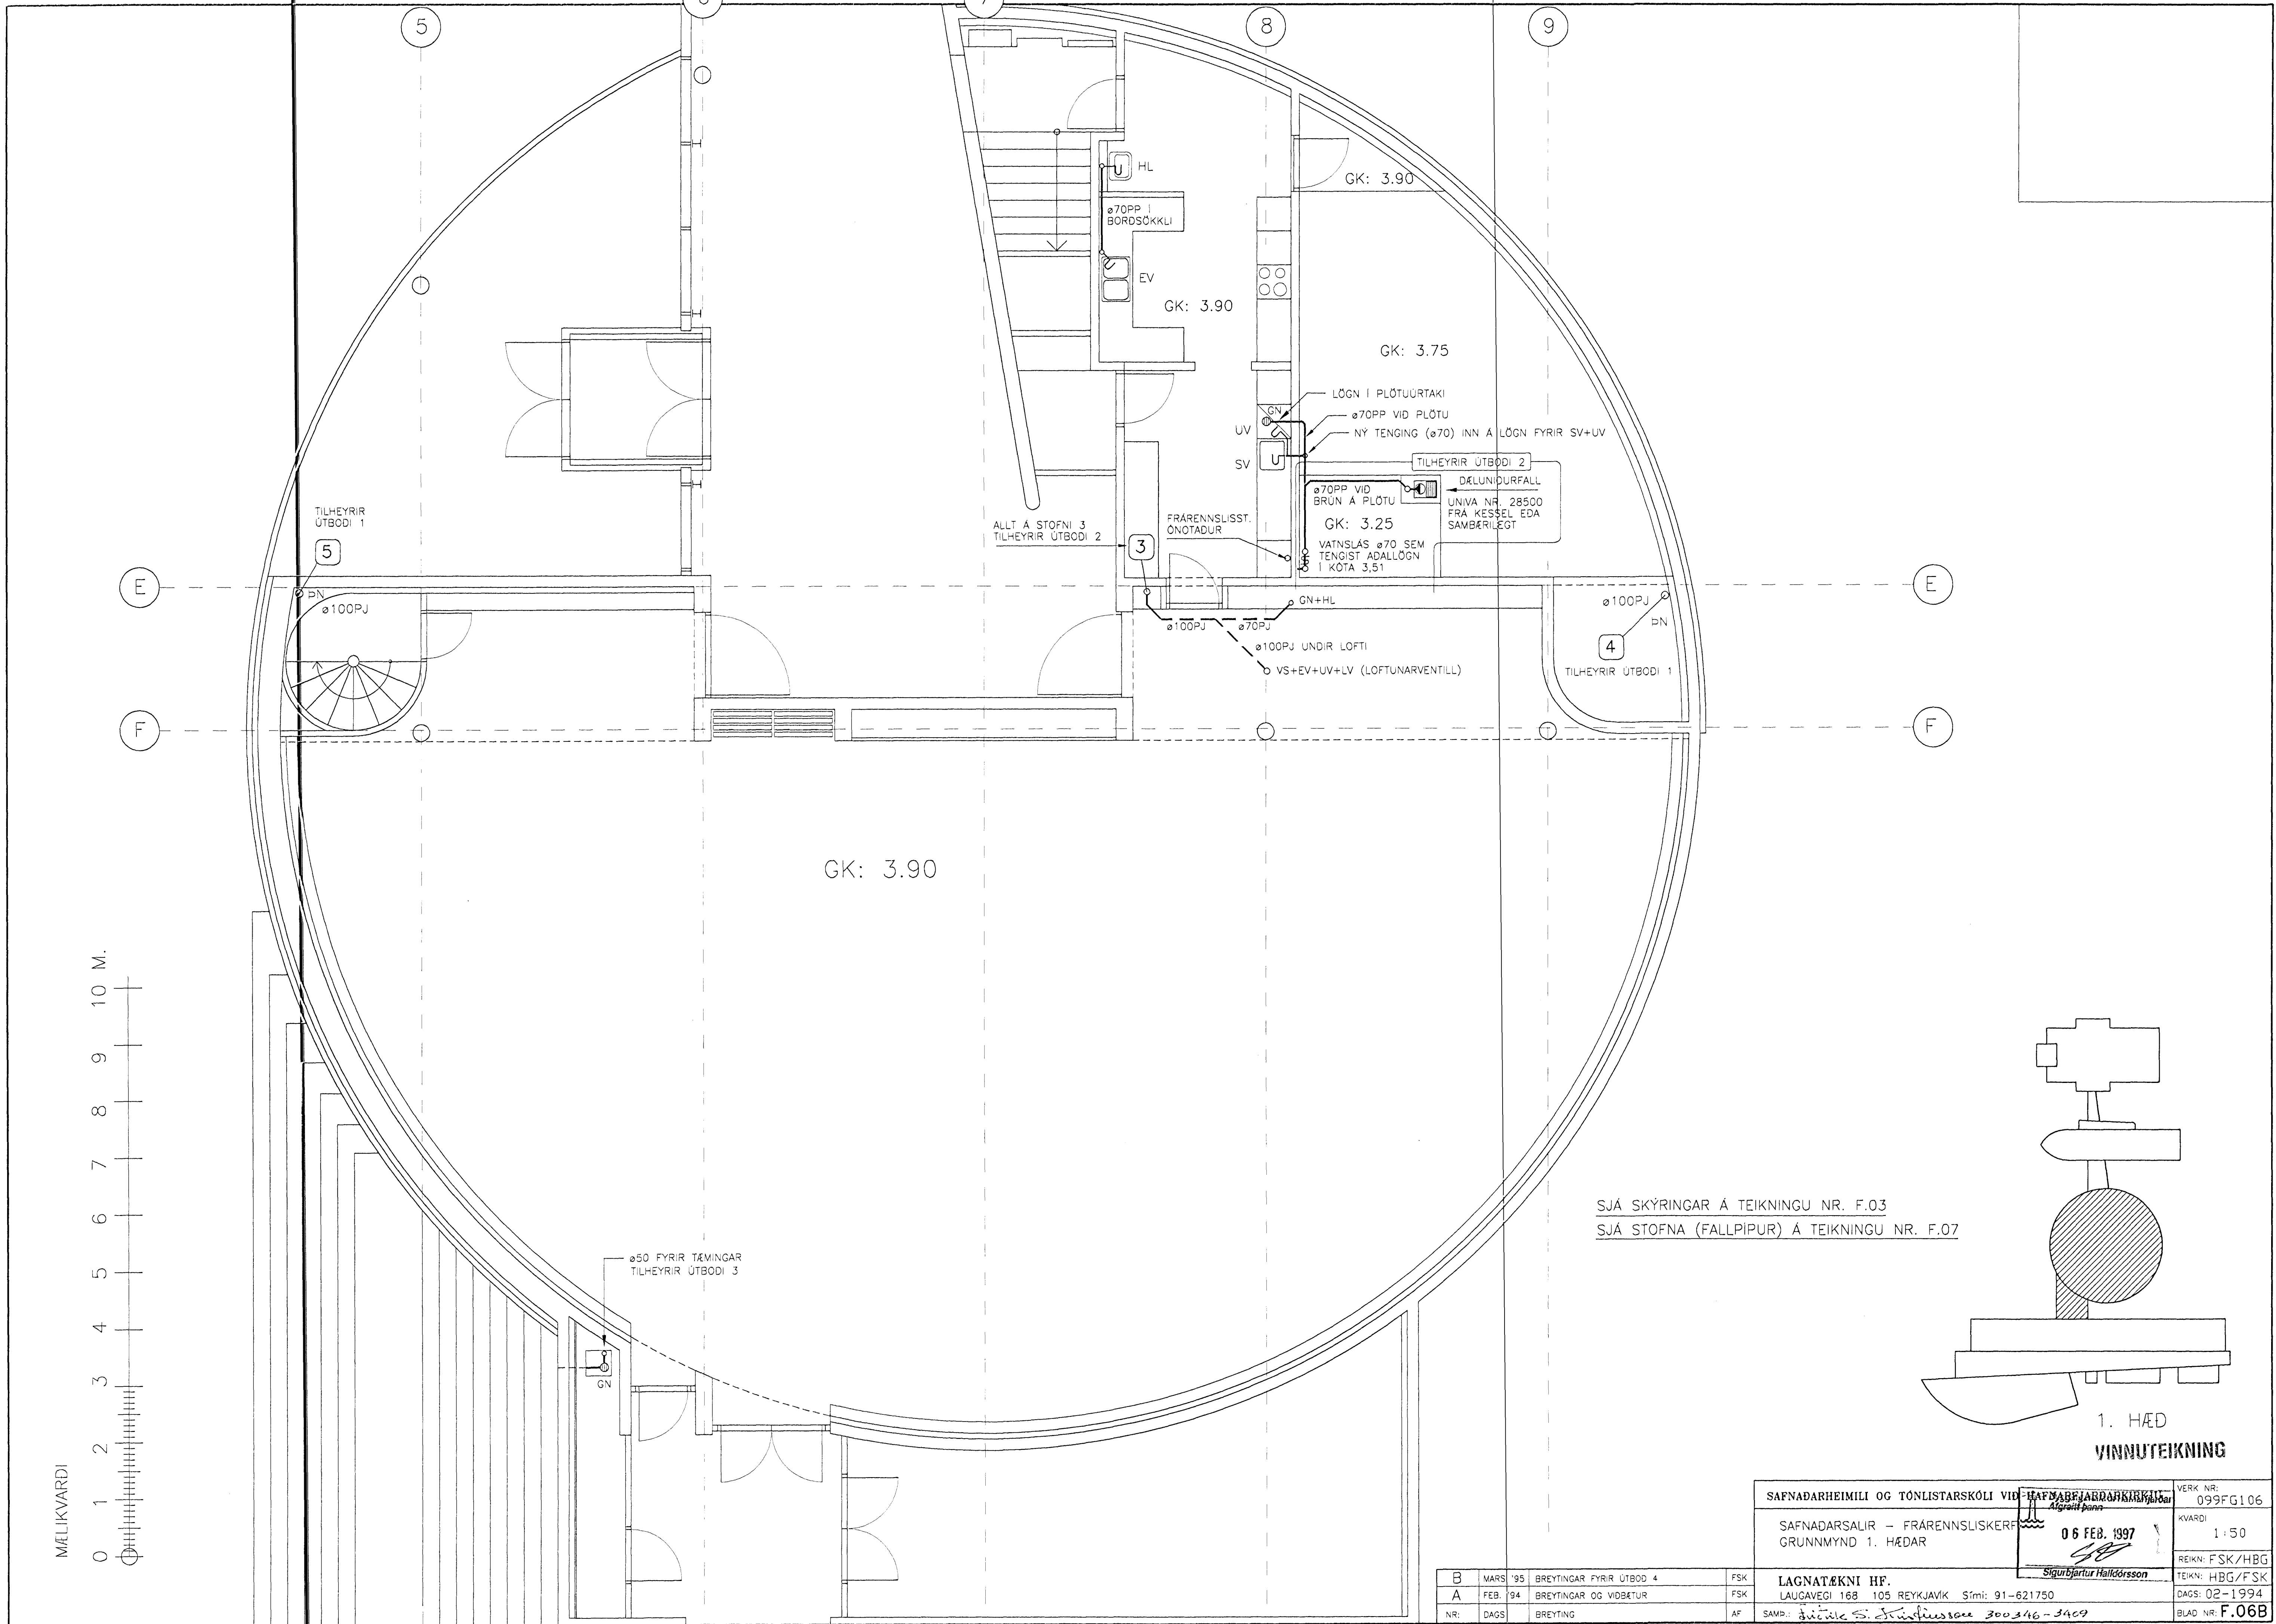 5
8
9
HL
ø70PP Í
BORÐSÖKKLI
EV
GK: 3.90
GK: 3.90
GK: 3.75
LÖGN Í PLÖTUÚRTAKI
GN
ø70PP VIÐ PLÖTU
UV
NÝ TENGING (ø70) INN Á LÖGN FYRIR SV+UV
SV
TILHEYRIR ÚTBOÐI 2
DÆLUNIÐURFALL
ø70PP VIÐ
BRÚN Á PLÖTU
UNIVA NR. 28500
FRÁ KESSEL EÐA
SAMBÆRILEGT
GK: 3.25
VATNSLÁS ø70 SEM
TENGIST AÐALLÖGN
Í KÓTA 3,51
FRÁRENNSLISST.
ÓNOTAÐUR
ALLT Á STOFNI 3
TILHEYRIR ÚTBOÐI 2
3
TILHEYRIR
ÚTBOÐI 1
5
E
ÞN
ø100PJ
GN+HL
ø100PJ
ø70PJ
ø100PJ UNDIR LOFTI
VS+EV+UV+LV (LOFTUNARVENTILL)
ø100PJ
ÞN
4
TILHEYRIR ÚTBOÐI 1
E
F
F
GK: 3.90
MÆLIKVARÐI
0 1 2 3 4 5 6 7 8 9 10 M.
ø50 FYRIR TÆMINGAR
TILHEYRIR ÚTBOÐI 3
GN
SJÁ SKÝRINGAR Á TEIKNINGU NR. F.03
SJÁ STOFNA (FALLPÍPUR) Á TEIKNINGU NR. F.07
1. HÆÐ
VINNUTEIKNING
SAFNAÐARHEIMILI OG TÓNLISTARSKÓLI VIÐ HAFNARFJARÐARKIRKJU
Afgreitt þann
06 FEB. 1997
Sigurbjartur Halldórsson
SAFNAÐARSALIR – FRÁRENNSLISKERFI
GRUNNMYND 1. HÆÐAR
VERK NR:
099FG106
KVARÐI
1:50
REIKN: FSK/HBG
TEIKN: HBG/FSK
DAGS: 02-1994
BLAÐ NR: F.06B
LAGNATÆKNI HF.
LAUGAVEGI 168 105 REYKJAVÍK Sími: 91-621750
SAMÞ.: 300346-3409
B MARS '95 BREYTINGAR FYRIR ÚTBOÐ 4 FSK
A FEB. '94 BREYTINGAR OG VIÐBÆTUR FSK
NR: DAGS BREYTING AF